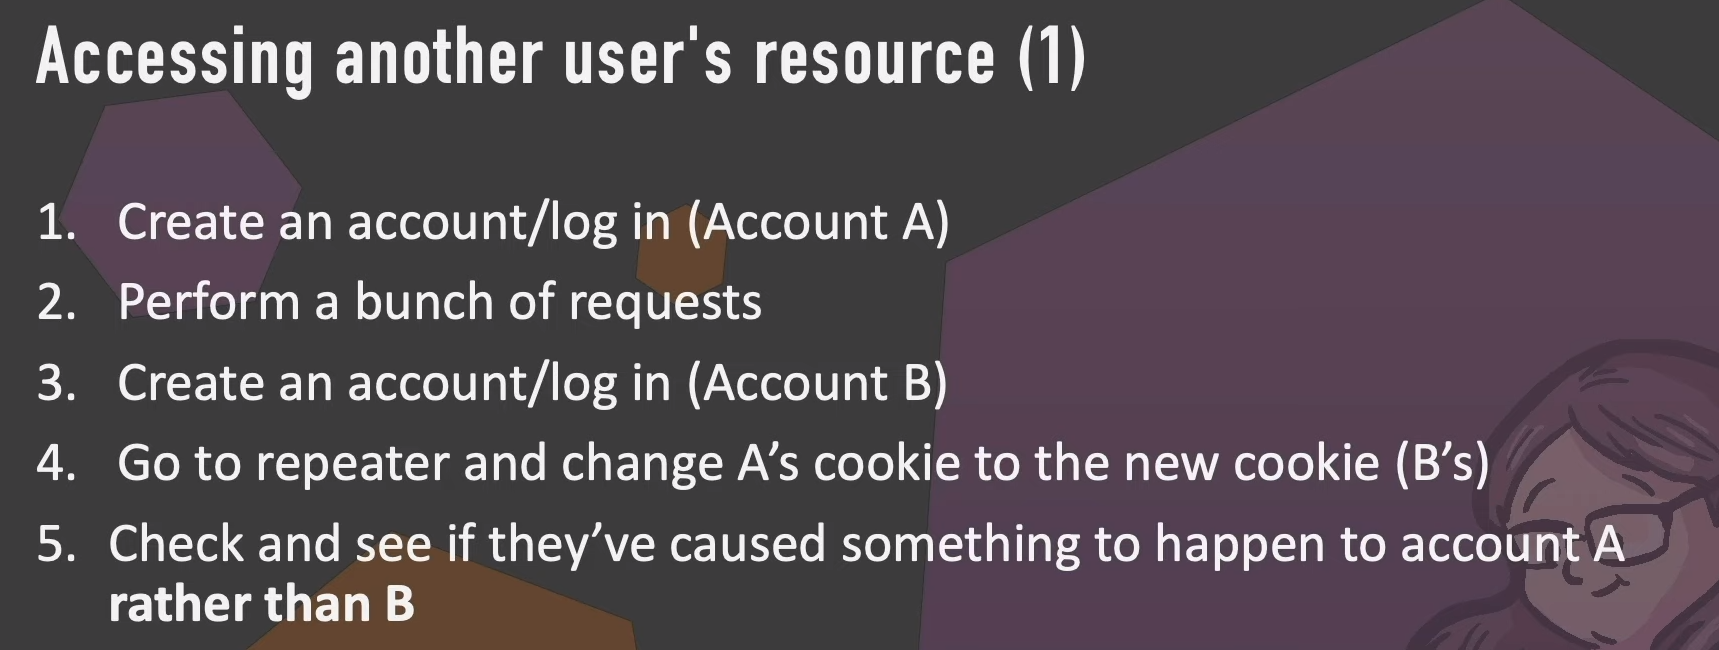 Accessing another user's resource (1)
1. Create an account/log in (Account A)
2. Perform a bunch of requests
3. Create an account/log in (Account B)
4. Go to repeater and change A’s cookie to the new cookie (B’s)
5. Check and see if they’ve caused something to happen to account A
rather than B